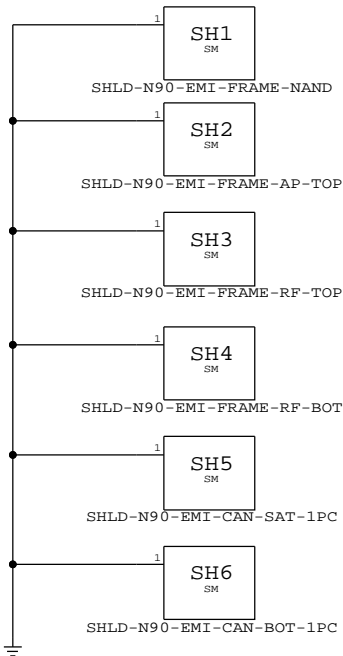 1
SH1
SM
SHLD-N90-EMI-FRAME-NAND
1
SH2
SM
SHLD-N90-EMI-FRAME-AP-TOP
1
SH3
SM
SHLD-N90-EMI-FRAME-RF-TOP
1
SH4
SM
SHLD-N90-EMI-FRAME-RF-BOT
1
SH5
SM
SHLD-N90-EMI-CAN-SAT-1PC
1
SH6
SM
SHLD-N90-EMI-CAN-BOT-1PC